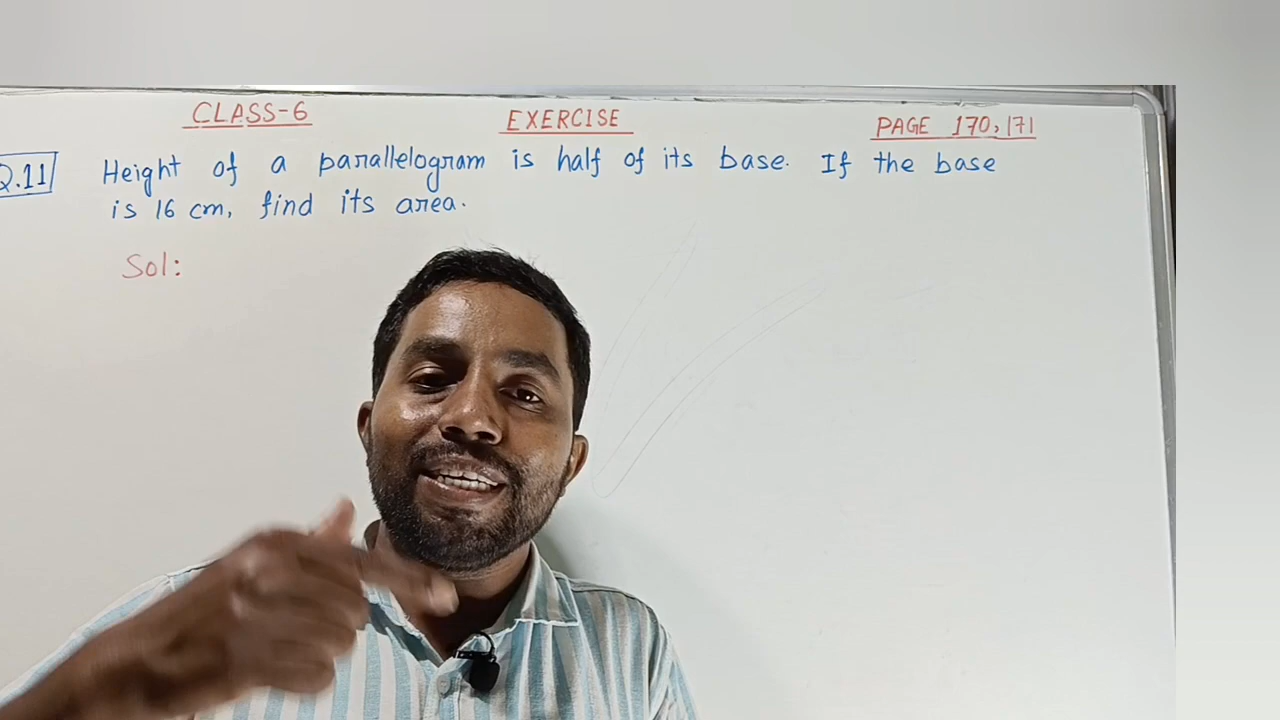 CLASS-6 EXERCISE PAGE 170,171
Q.11 Height of a parallelogram is half of its base. If the base
is 16 cm, find its area.
Sol: